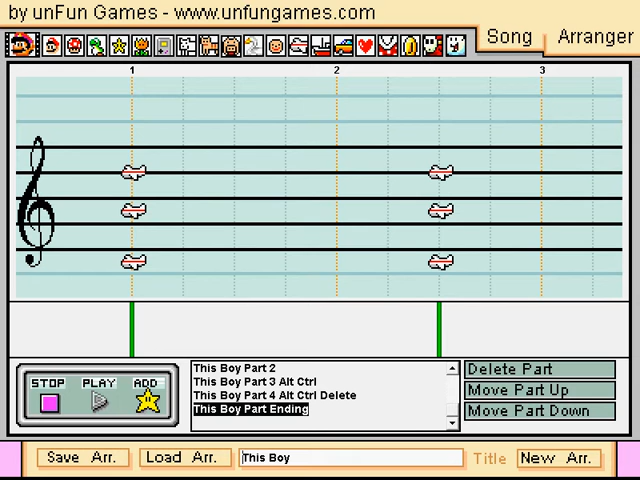 by unFun Games - www.unfungames.com
Song
Arranger
1
2
3
STOP
PLAY
ADD
This Boy Part 2
This Boy Part 3 Alt Ctrl
This Boy Part 4 Alt Ctrl Delete
This Boy Part Ending
Delete Part
Move Part Up
Move Part Down
Save Arr.
Load Arr.
This Boy
Title
New Arr.